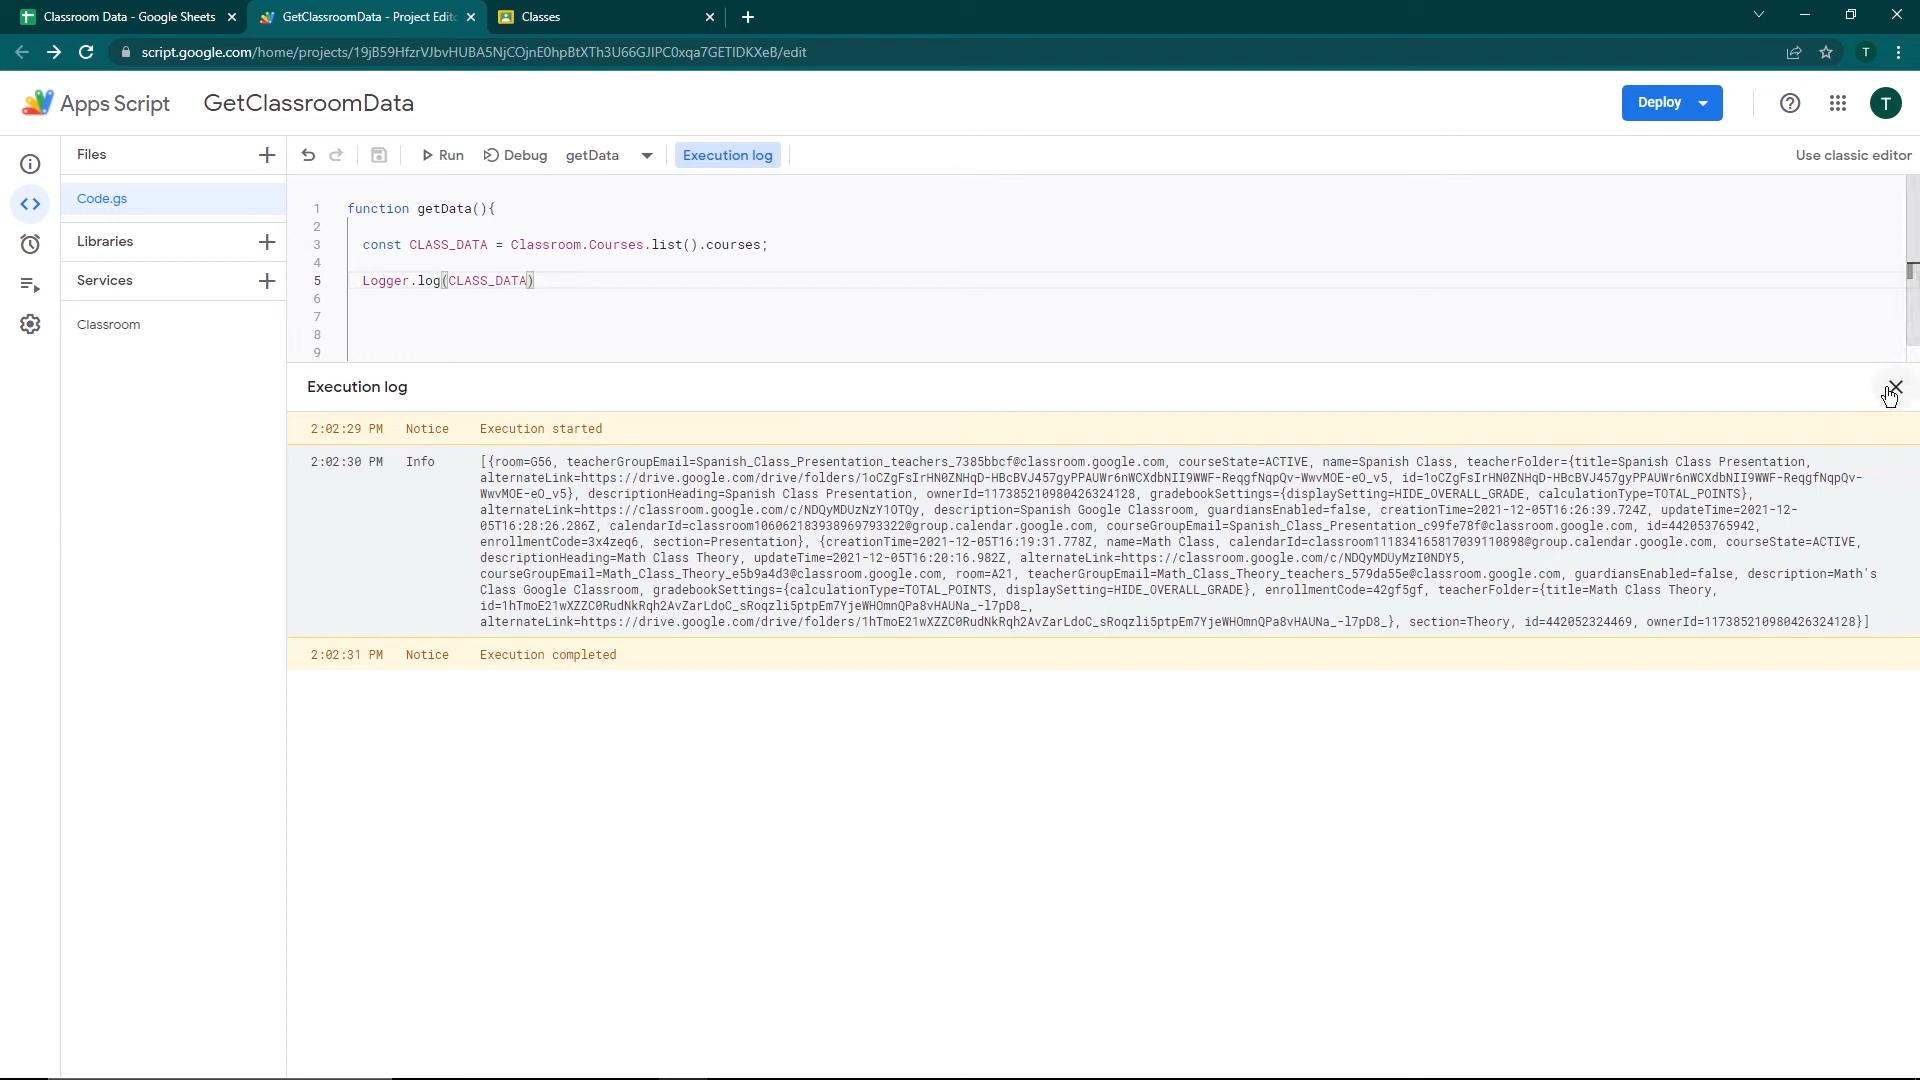 Classroom Data - Google Sheets
GetClassroomData - Project Edito
Classes
script.google.com/home/projects/19jB59HfzrVJbvHUBA5NjCOjnE0hpBtXTh3U66GJIPC0xqa7GETIDKXeB/edit
T
Apps Script
GetClassroomData
Deploy
T
Files
Run
Debug
getData
Execution log
Use classic editor
Code.gs
Libraries
Services
Classroom
1 function getData(){
2
3 const CLASS_DATA = Classroom.Courses.list().courses;
4
5 Logger.log(CLASS_DATA)
6
7
8
9
Execution log
2:02:29 PM Notice Execution started
2:02:30 PM Info [{room=G56, teacherGroupEmail=Spanish_Class_Presentation_teachers_7385bbcf@classroom.google.com, courseState=ACTIVE, name=Spanish Class, teacherFolder={title=Spanish Class Presentation,
alternateLink=https://drive.google.com/drive/folders/1oCZgFsIrHN0ZNHqD-HBcBVJ457gyPPAUWr6nWCXdbNII9WWF-ReqgfNqpQv-WwvMOE-eO_v5, id=1oCZgFsIrHN0ZNHqD-HBcBVJ457gyPPAUWr6nWCXdbNII9WWF-ReqgfNqpQv-
WwvMOE-eO_v5}, descriptionHeading=Spanish Class Presentation, ownerId=117385210980426324128, gradebookSettings={displaySetting=HIDE_OVERALL_GRADE, calculationType=TOTAL_POINTS},
alternateLink=https://classroom.google.com/c/NDQyMDUzNzY1OTQy, description=Spanish Google Classroom, guardiansEnabled=false, creationTime=2021-12-05T16:26:39.724Z, updateTime=2021-12-
05T16:28:26.286Z, calendarId=classroom106062183938969793322@group.calendar.google.com, courseGroupEmail=Spanish_Class_Presentation_c99fe78f@classroom.google.com, id=442053765942,
enrollmentCode=3x4zeq6, section=Presentation}, {creationTime=2021-12-05T16:19:31.778Z, name=Math Class, calendarId=classroom111834165817039110898@group.calendar.google.com, courseState=ACTIVE,
descriptionHeading=Math Class Theory, updateTime=2021-12-05T16:20:16.982Z, alternateLink=https://classroom.google.com/c/NDQyMDUyMzI0NDY5,
courseGroupEmail=Math_Class_Theory_e5b9a4d3@classroom.google.com, room=A21, teacherGroupEmail=Math_Class_Theory_teachers_579da55e@classroom.google.com, guardiansEnabled=false, description=Math's
Class Google Classroom, gradebookSettings={calculationType=TOTAL_POINTS, displaySetting=HIDE_OVERALL_GRADE}, enrollmentCode=42gf5gf, teacherFolder={title=Math Class Theory,
id=1hTmoE21wXZZC0RudNkRqh2AvZarLdoC_sRoqzli5ptpEm7YjeWHOmnQPa8vHAUNa_-l7pD8_,
alternateLink=https://drive.google.com/drive/folders/1hTmoE21wXZZC0RudNkRqh2AvZarLdoC_sRoqzli5ptpEm7YjeWHOmnQPa8vHAUNa_-l7pD8_}, section=Theory, id=442052324469, ownerId=117385210980426324128}]
2:02:31 PM Notice Execution completed